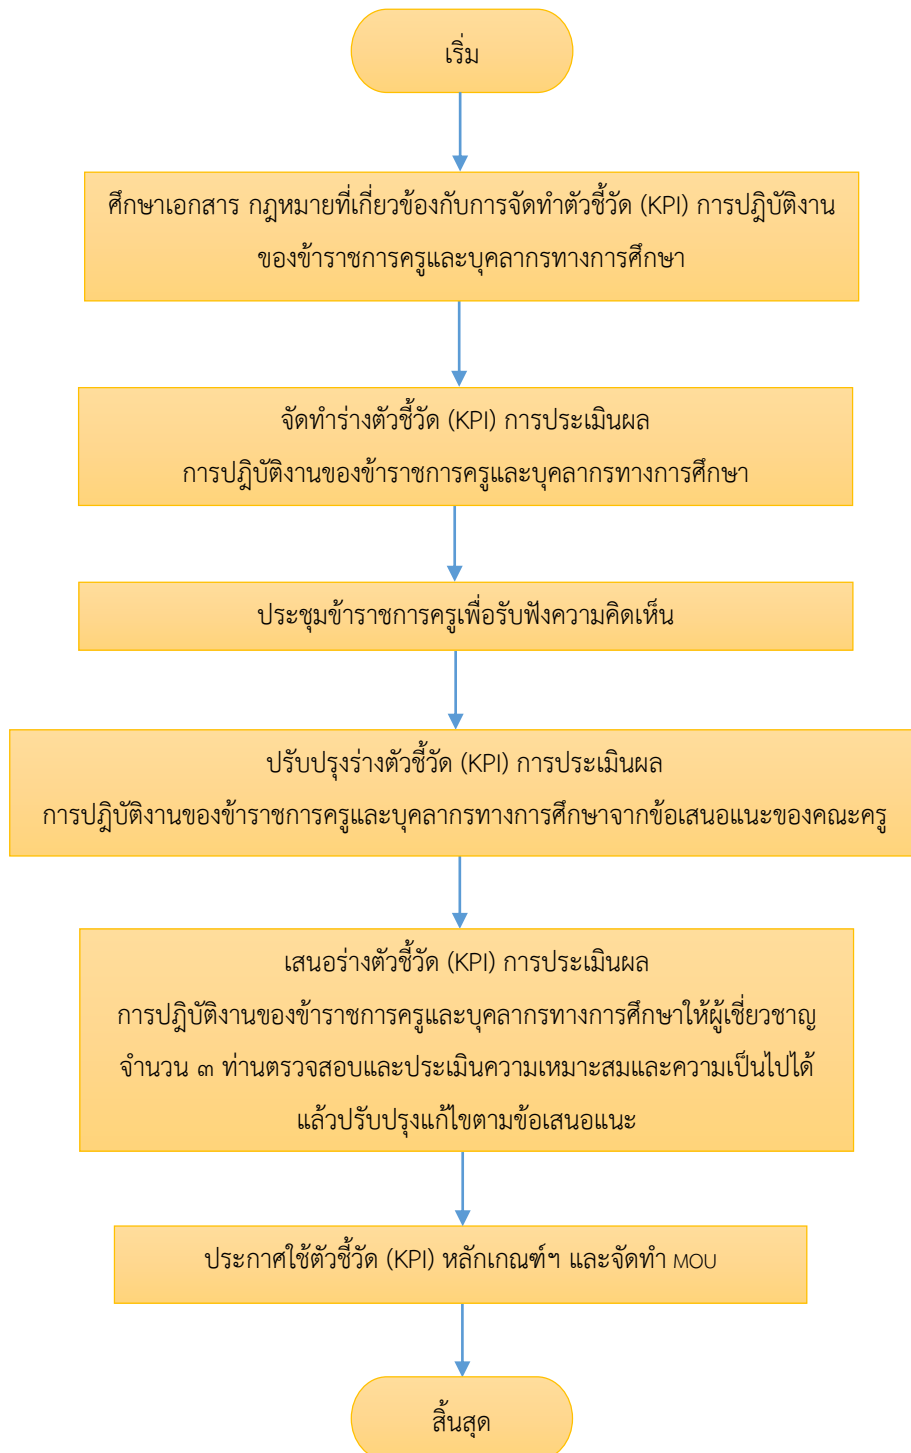 เริ่ม
ศึกษาเอกสาร กฎหมายที่เกี่ยวข้องกับการจัดทำตัวชี้วัด (KPI) การปฏิบัติงาน
ของข้าราชการครูและบุคลากรทางการศึกษา
จัดทำร่างตัวชี้วัด (KPI) การประเมินผล
การปฏิบัติงานของข้าราชการครูและบุคลากรทางการศึกษา
ประชุมข้าราชการครูเพื่อรับฟังความคิดเห็น
ปรับปรุงร่างตัวชี้วัด (KPI) การประเมินผล
การปฏิบัติงานของข้าราชการครูและบุคลากรทางการศึกษาจากข้อเสนอแนะของคณะครู
เสนอร่างตัวชี้วัด (KPI) การประเมินผล
การปฏิบัติงานของข้าราชการครูและบุคลากรทางการศึกษาให้ผู้เชี่ยวชาญ
จำนวน ๓ ท่านตรวจสอบและประเมินความเหมาะสมและความเป็นไปได้
แล้วปรับปรุงแก้ไขตามข้อเสนอแนะ
ประกาศใช้ตัวชี้วัด (KPI) หลักเกณฑ์ฯ และจัดทำ MOU
สิ้นสุด